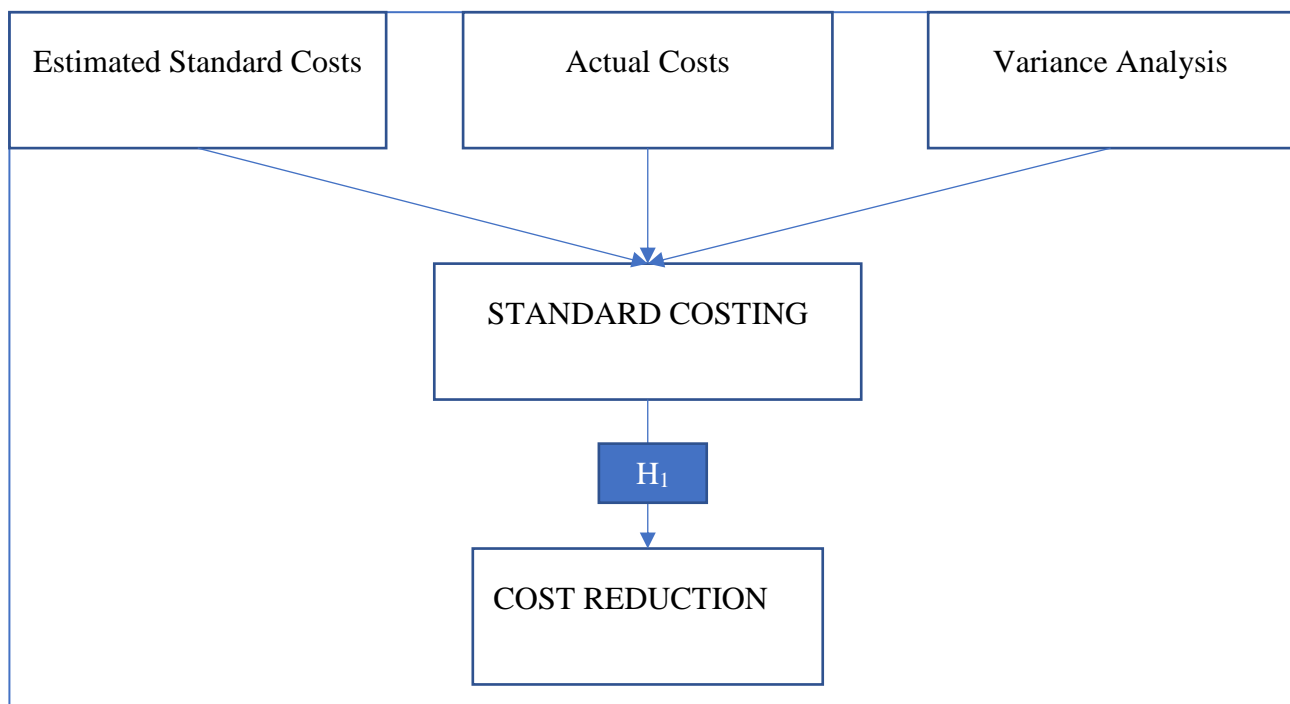 Estimated Standard Costs
Actual Costs
Variance Analysis
STANDARD COSTING
H₁
COST REDUCTION